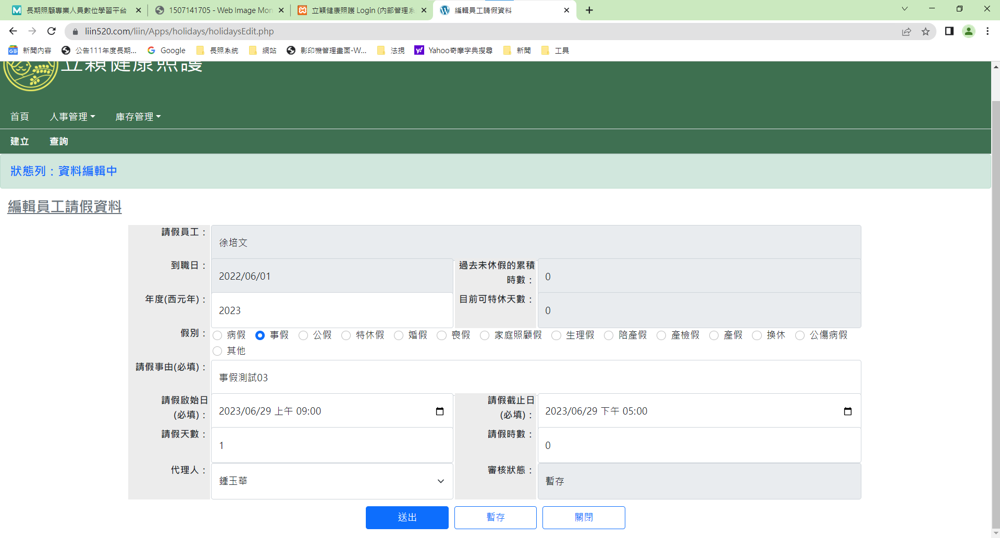 長期照顧專業人員數位學習平台
1507141705 - Web Image Mon
立穎健康照護 Login (內部管理系
編輯員工請假資料
liin520.com/liin/Apps/holidays/holidaysEdit.php
新聞內容
公告111年度長期...
Google
長照系統
網站
影印機管理畫面-W...
法規
Yahoo奇摩字典搜尋
新聞
工具
立穎健康照護
首頁 人事管理 庫存管理
建立 查詢
狀態列：資料編輯中
編輯員工請假資料
請假員工：
徐培文
到職日：
2022/06/01
過去未休假的累積
時數：
0
年度(西元年)：
2023
目前可特休天數：
0
假別：
病假 事假 公假 特休假 婚假 喪假 家庭照顧假 生理假 陪產假 產檢假 產假 換休 公傷病假
其他
請假事由(必填)：
事假測試03
請假啟始日
(必填)：
2023/06/29 上午 09:00
請假截止日
(必填)：
2023/06/29 下午 05:00
請假天數：
1
請假時數：
0
代理人：
鍾玉華
審核狀態：
暫存
送出 暫存 關閉